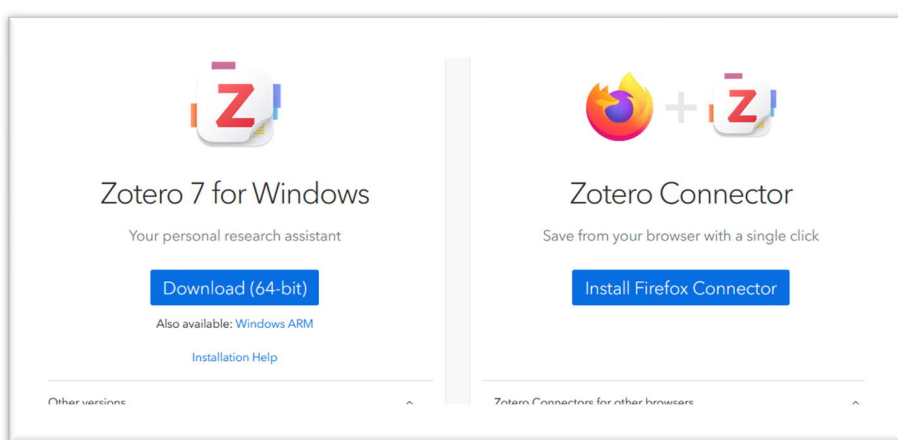 Z
Z
Zotero 7 for Windows
Your personal research assistant
Download (64-bit)
Also available: Windows ARM
Installation Help
Other versions
Zotero Connector
Save from your browser with a single click
Install Firefox Connector
Zotero Connectors for other browsers